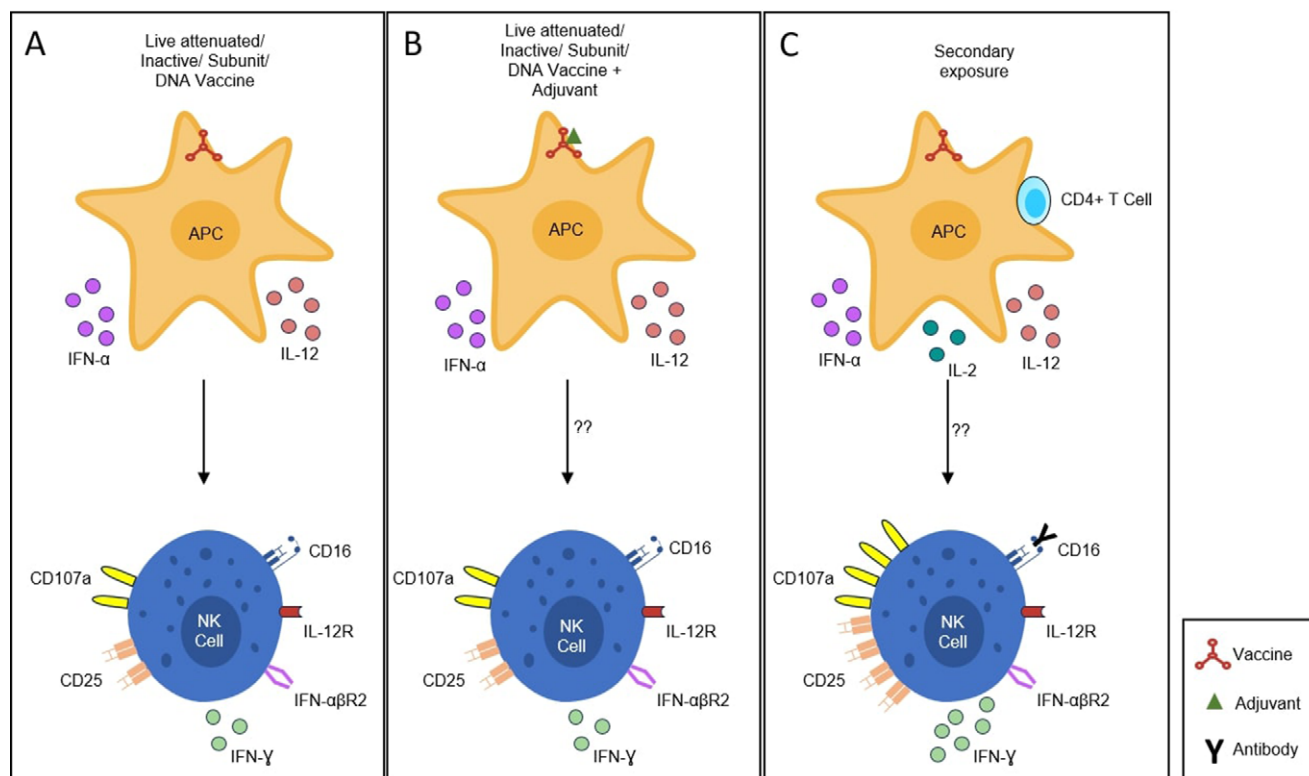 A
Live attenuated/
Inactive/ Subunit/
DNA Vaccine
APC
IFN-α
IL-12
CD107a
CD16
NK
Cell
IL-12R
CD25
IFN-αβR2
IFN-Ɣ
B
Live attenuated/
Inactive/ Subunit/
DNA Vaccine +
Adjuvant
APC
IFN-α
IL-12
??
CD107a
CD16
NK
Cell
IL-12R
CD25
IFN-αβR2
IFN-Ɣ
C
Secondary
exposure
CD4+ T Cell
APC
IFN-α
IL-2
IL-12
??
CD107a
CD16
NK
Cell
IL-12R
CD25
IFN-αβR2
IFN-Ɣ
Vaccine
Adjuvant
Antibody